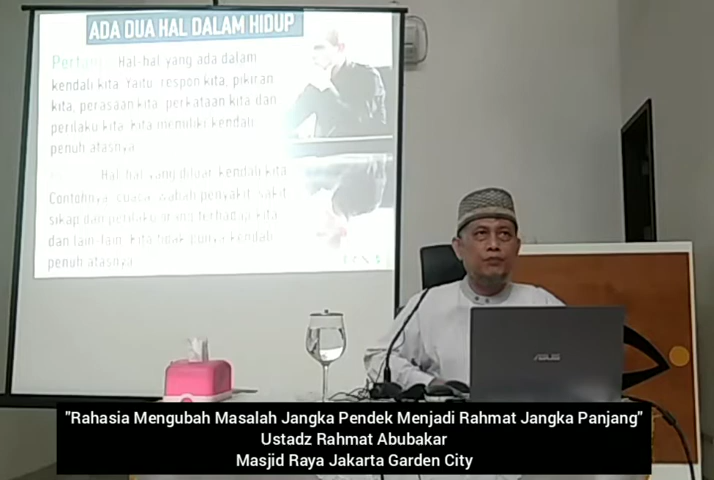 ADA DUA HAL DALAM HIDUP
Hal-hal yang ada dalam
kendali kita. Yaitu: respon kita, pikiran
kita, perasaan kita, perkataan kita dan
perilaku kita. Kita memiliki kendali
penuh atasnya.
Hal-hal yang diluar kendali kita.
Contohnya: cuaca, wabah penyakit, sakit,
sikap dan perilaku orang terhadap kita
dan lain-lain. Kita tidak punya kendali
penuh atasnya.
ASUS
"Rahasia Mengubah Masalah Jangka Pendek Menjadi Rahmat Jangka Panjang"
Ustadz Rahmat Abubakar
Masjid Raya Jakarta Garden City